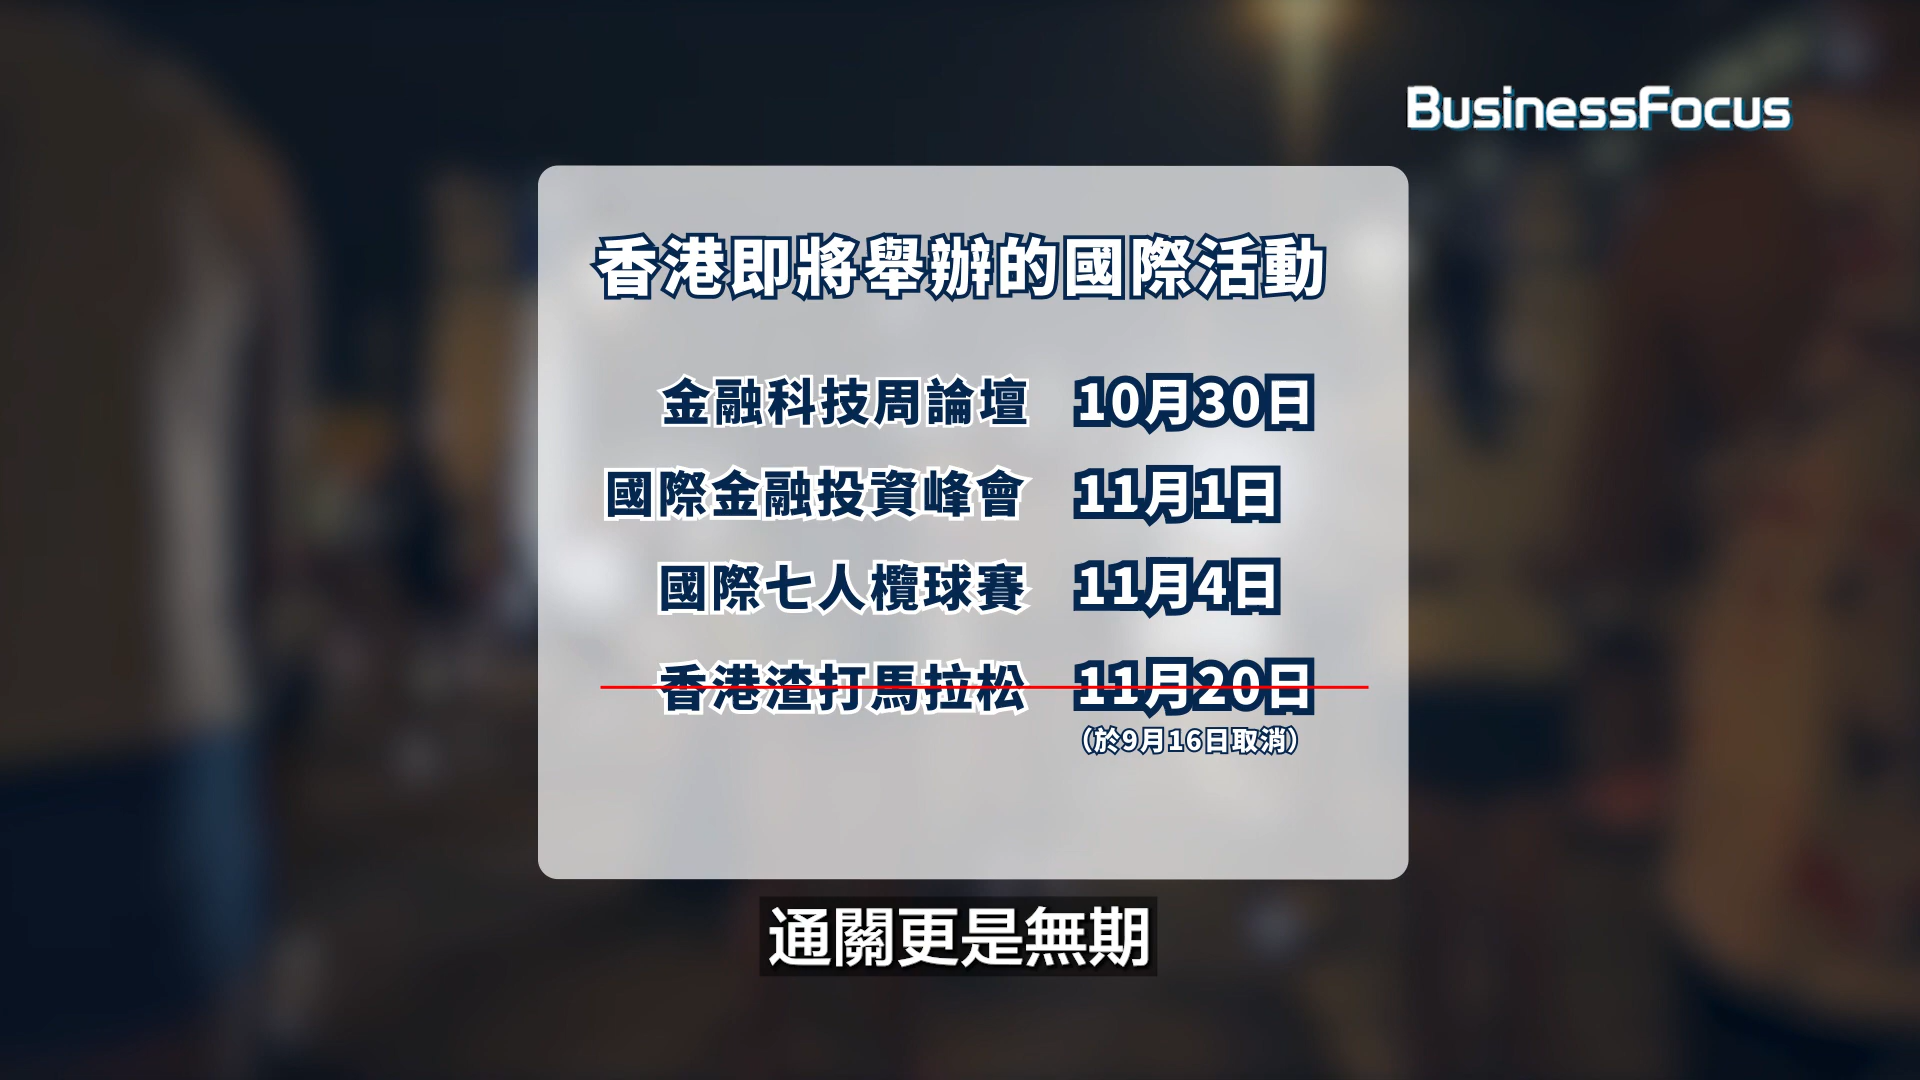 BusinessFocus
香港即將舉辦的國際活動
金融科技周論壇 10月30日
國際金融投資峰會 11月1日
國際七人欖球賽 11月4日
香港渣打馬拉松 11月20日
（於9月16日取消）
通關更是無期